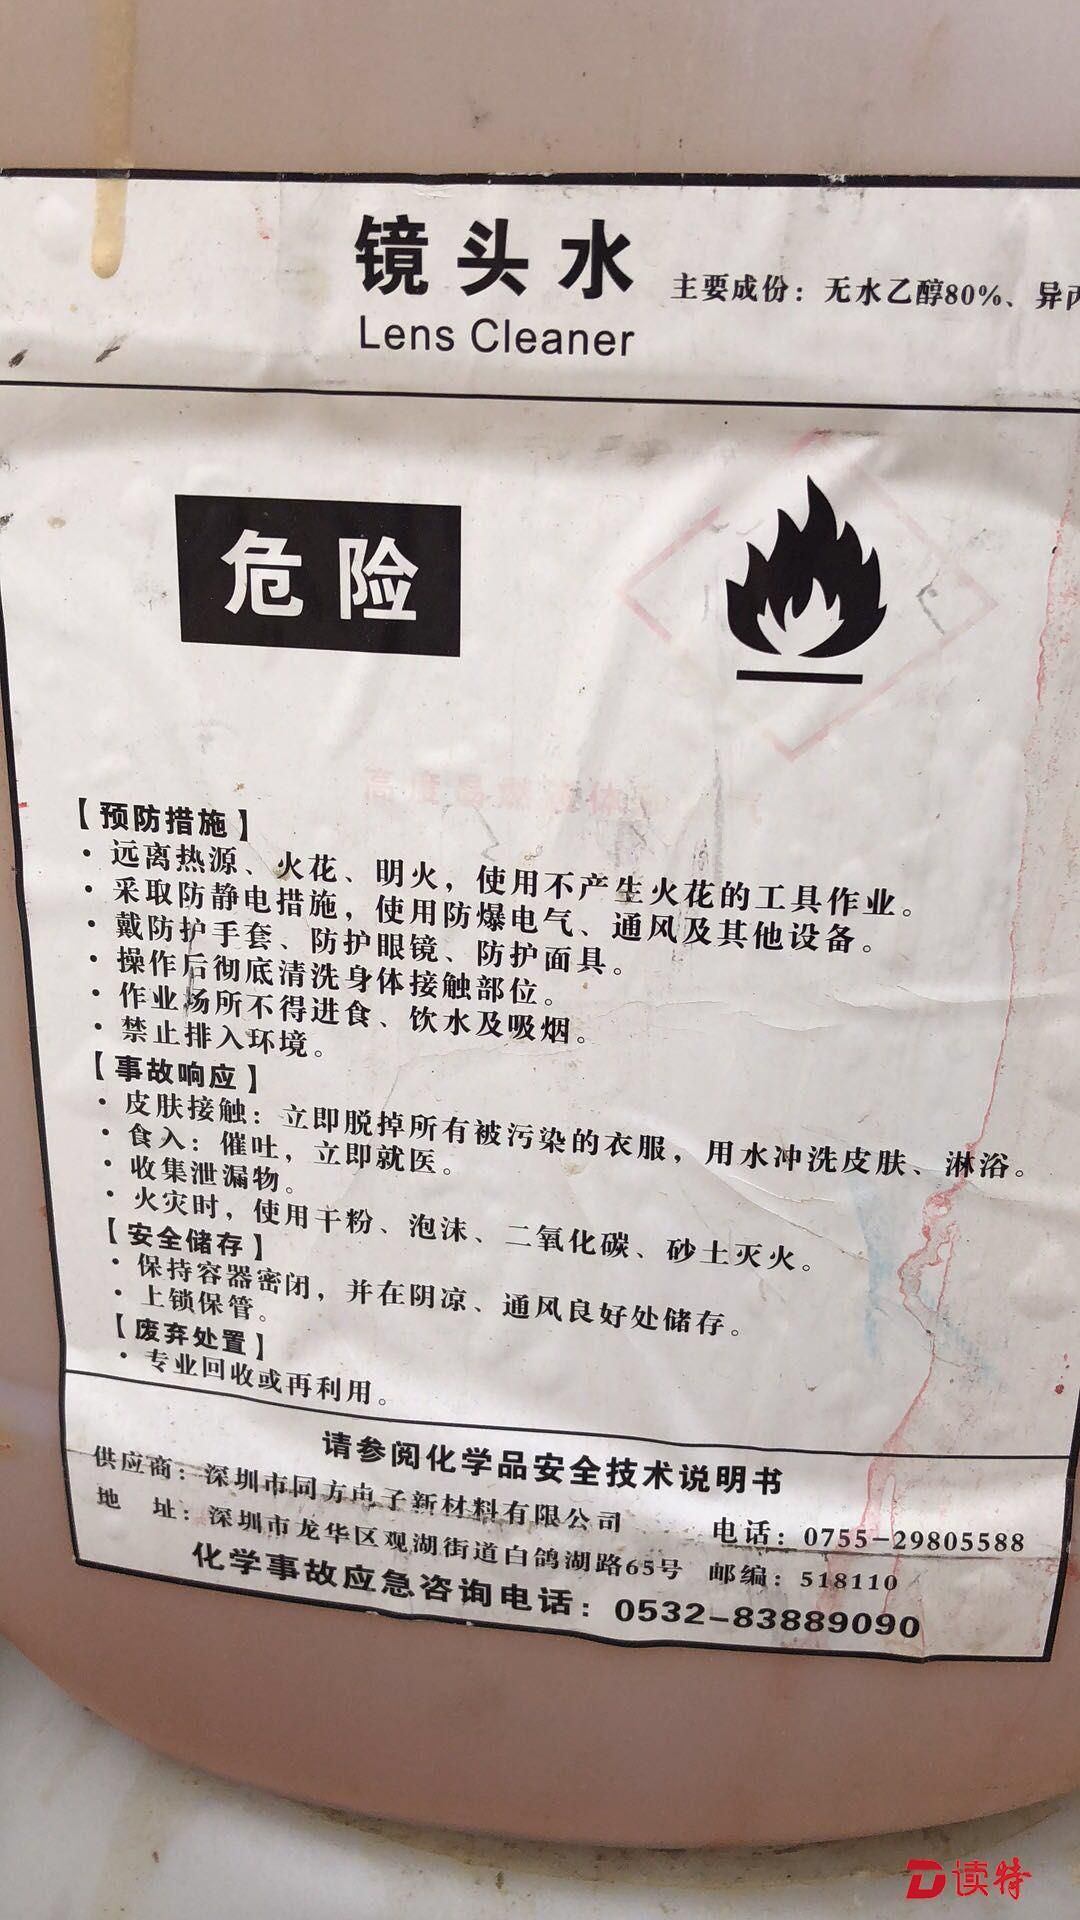 镜头水
主要成份：无水乙醇80%、异丙
Lens Cleaner
危险
高度易燃液体
【预防措施】
·远离热源、火花、明火，使用不产生火花的工具作业。
·采取防静电措施，使用防爆电气、通风及其他设备。
·戴防护手套、防护眼镜、防护面具。
·操作后彻底清洗身体接触部位。
·作业场所不得进食、饮水及吸烟。
·禁止排入环境。
【事故响应】
·皮肤接触：立即脱掉所有被污染的衣服，用水冲洗皮肤、淋浴。
·食入：催吐，立即就医。
·收集泄漏物。
·火灾时，使用干粉、泡沫、二氧化碳、砂土灭火。
【安全储存】
·保持容器密闭，并在阴凉、通风良好处储存。
·上锁保管。
【废弃处置】
·专业回收或再利用。
请参阅化学品安全技术说明书
供应商：深圳市同方电子新材料有限公司 电话：0755-29805588
地 址：深圳市龙华区观湖街道白鸽湖路65号 邮编：518110
化学事故应急咨询电话：0532-83889090
读特